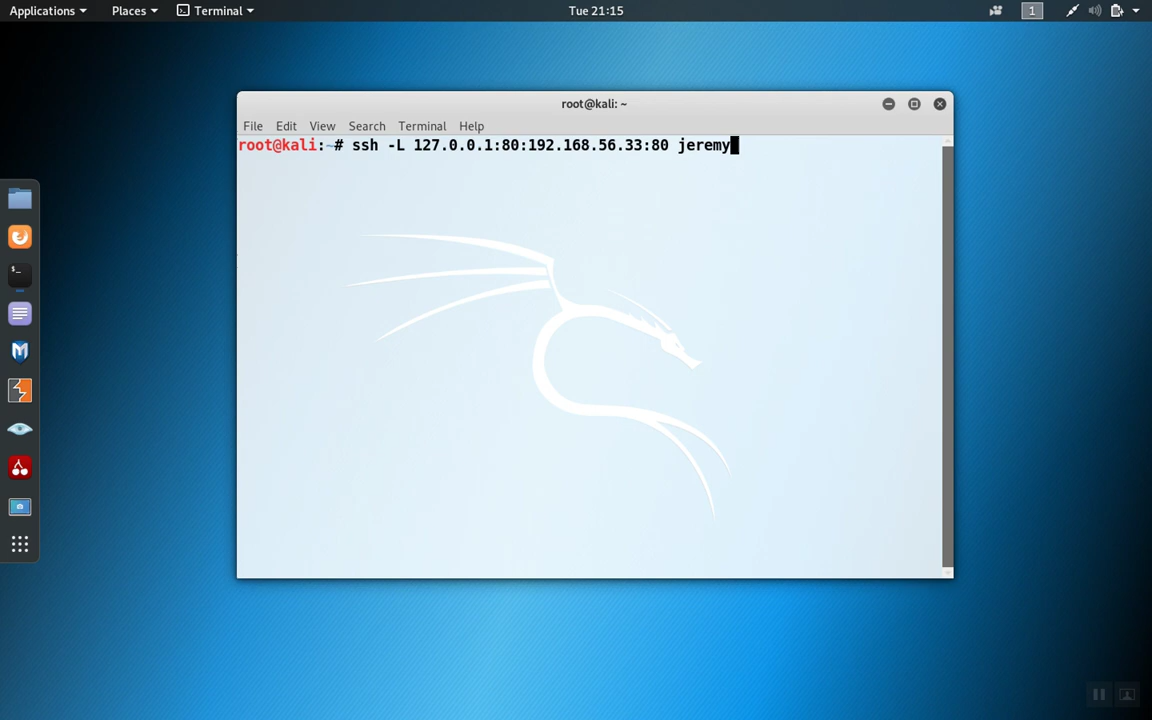 Applications Places Terminal Tue 21:15 1
root@kali: ~
File Edit View Search Terminal Help
root@kali:~# ssh -L 127.0.0.1:80:192.168.56.33:80 jeremy